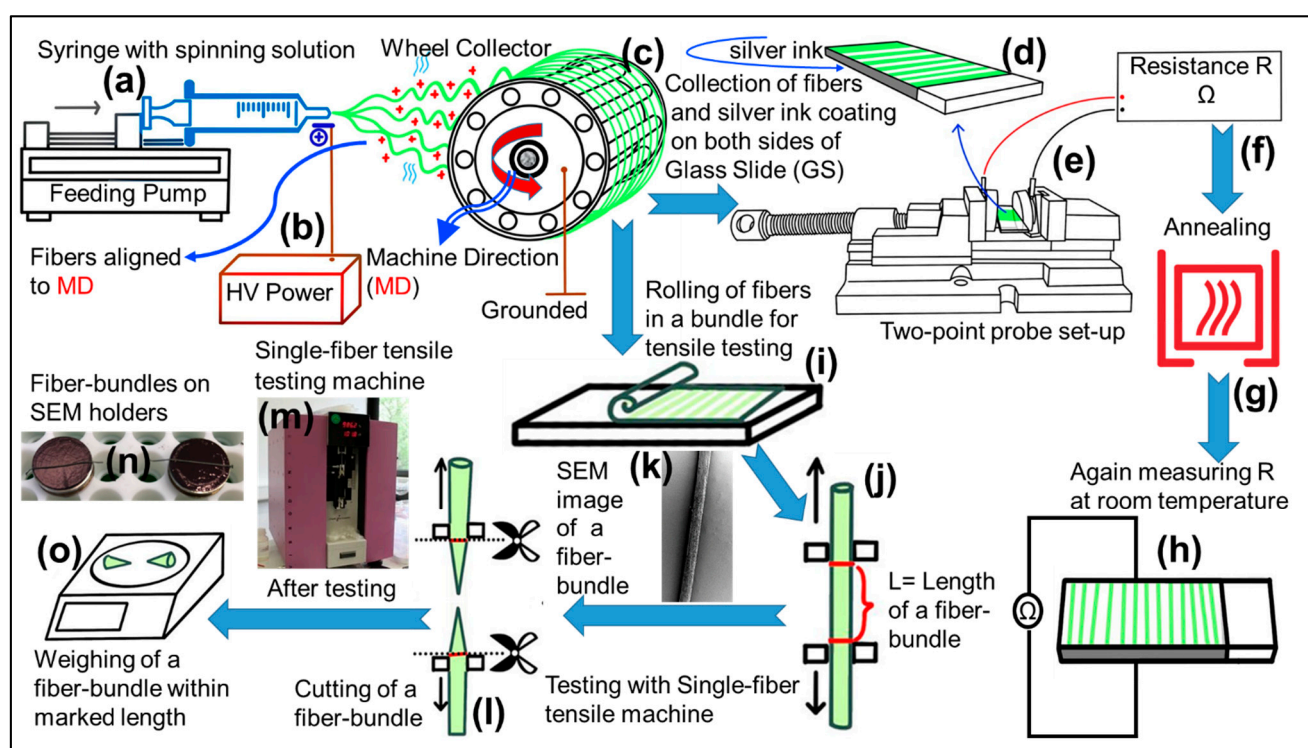 Syringe with spinning solution
(a)
Feeding Pump
Fibers aligned
to MD
(b)
HV Power
Wheel Collector
(c)
Machine Direction
(MD)
Grounded
silver ink
(d)
Collection of fibers
and silver ink coating
on both sides of
Glass Slide (GS)
Resistance R
Ω
(e)
(f)
Two-point probe set-up
Annealing
(g)
Again measuring R
at room temperature
(h)
Ω
Rolling of fibers
in a bundle for
tensile testing
(i)
(j)
L= Length
of a fiber-
bundle
(k)
SEM
image
of a
fiber-
bundle
Testing with Single-fiber
tensile machine
(l)
Cutting of a
fiber-bundle
Single-fiber tensile
testing machine
(m)
After testing
Fiber-bundles on
SEM holders
(n)
(o)
Weighing of a
fiber-bundle within
marked length